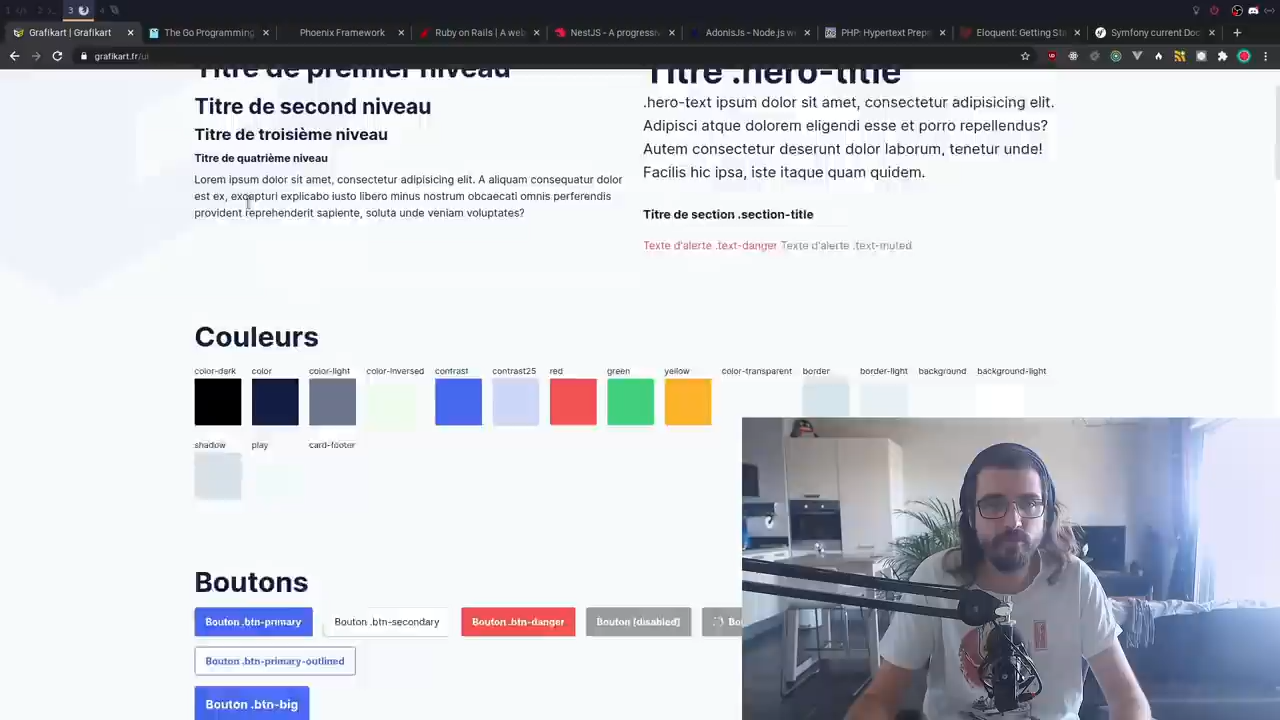 1
2
3
4
Grafikart | Grafikart
The Go Programming
Phoenix Framework
Ruby on Rails | A web
NestJS - A progressi
AdonisJs - Node.js we
PHP: Hypertext Prep
Eloquent: Getting Sta
Symfony current Doc
grafikart.fr/ui
Titre de premier niveau
Titre de second niveau
Titre de troisième niveau
Titre de quatrième niveau
Lorem ipsum dolor sit amet, consectetur adipisicing elit. A aliquam consequatur dolor
est ex, excepturi explicabo iusto libero minus nostrum obcaecati omnis perferendis
provident reprehenderit sapiente, soluta unde veniam voluptates?
Titre .hero-title
.hero-text ipsum dolor sit amet, consectetur adipisicing elit.
Adipisci atque dolorem eligendi esse et porro repellendus?
Autem consectetur deserunt dolor laborum, tenetur unde!
Facilis hic ipsa, iste itaque quam quidem.
Titre de section .section-title
Texte d'alerte .text-danger Texte d'alerte .text-muted
Couleurs
color-dark color color-light color-inversed contrast contrast25 red green yellow color-transparent border border-light background background-light
shadow play card-footer
Boutons
Bouton .btn-primary
Bouton .btn-secondary
Bouton .btn-danger
Bouton [disabled]
Bou
Bouton .btn-primary-outlined
Bouton .btn-big